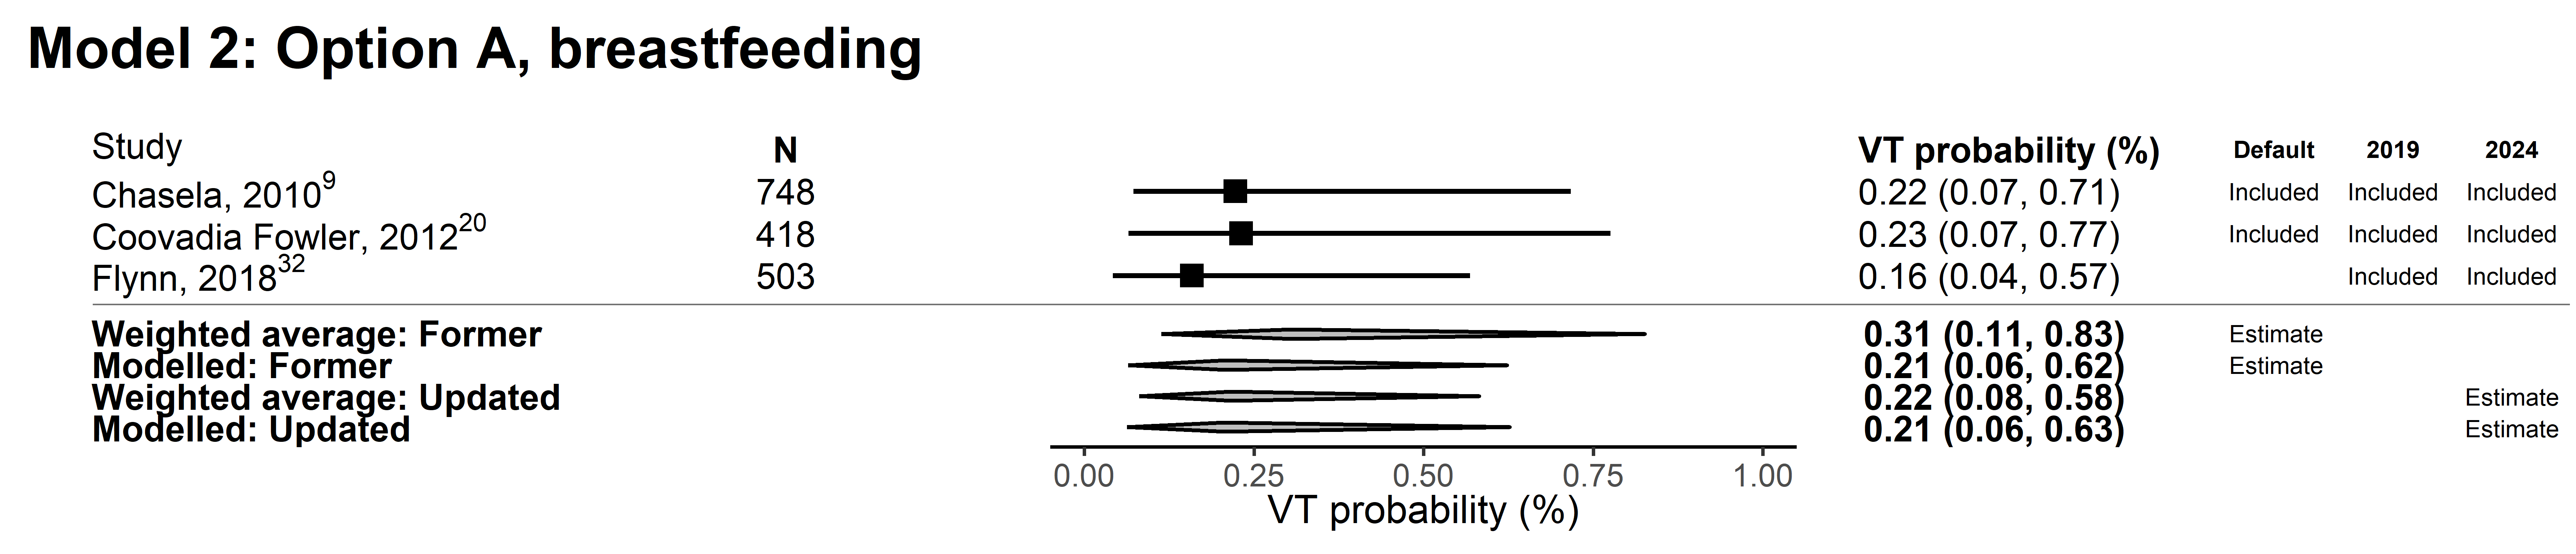 Model 2: Option A, breastfeeding
Study N VT probability (%) Default 2019 2024
Chasela, 2010⁹ 748 0.22 (0.07, 0.71) Included Included Included
Coovadia Fowler, 2012²⁰ 418 0.23 (0.07, 0.77) Included Included Included
Flynn, 2018³² 503 0.16 (0.04, 0.57) Included Included
Weighted average: Former 0.31 (0.11, 0.83) Estimate
Modelled: Former 0.21 (0.06, 0.62) Estimate
Weighted average: Updated 0.22 (0.08, 0.58) Estimate
Modelled: Updated 0.21 (0.06, 0.63) Estimate
0.00 0.25 0.50 0.75 1.00
VT probability (%)